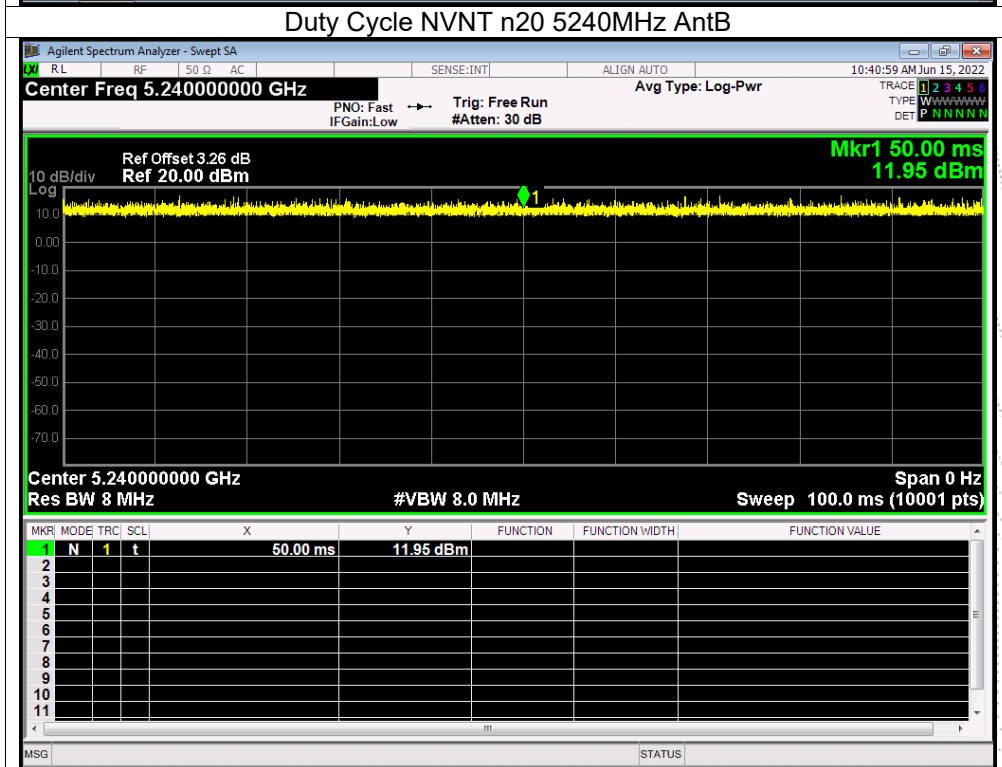 Duty Cycle NVNT n20 5240MHz AntB
Agilent Spectrum Analyzer - Swept SA
LXI RL RF 50 Ω AC SENSE:INT ALIGN AUTO 10:40:59 AM Jun 15, 2022
Center Freq 5.240000000 GHz Avg Type: Log-Pwr TRACE 1 2 3 4 5 6
PNO: Fast Trig: Free Run TYPE WWWWWW
IFGain:Low #Atten: 30 dB DET P N N N N N
Mkr1 50.00 ms
Ref Offset 3.26 dB
10 dB/div Ref 20.00 dBm 11.95 dBm
Log
1
10.0
0.00
-10.0
-20.0
-30.0
-40.0
-50.0
-60.0
-70.0
Center 5.240000000 GHz Span 0 Hz
Res BW 8 MHz #VBW 8.0 MHz Sweep 100.0 ms (10001 pts)
MKR MODE TRC SCL X Y FUNCTION FUNCTION WIDTH FUNCTION VALUE
1 N 1 t 50.00 ms 11.95 dBm
2
3
4
5
6
7
8
9
10
11
MSG STATUS